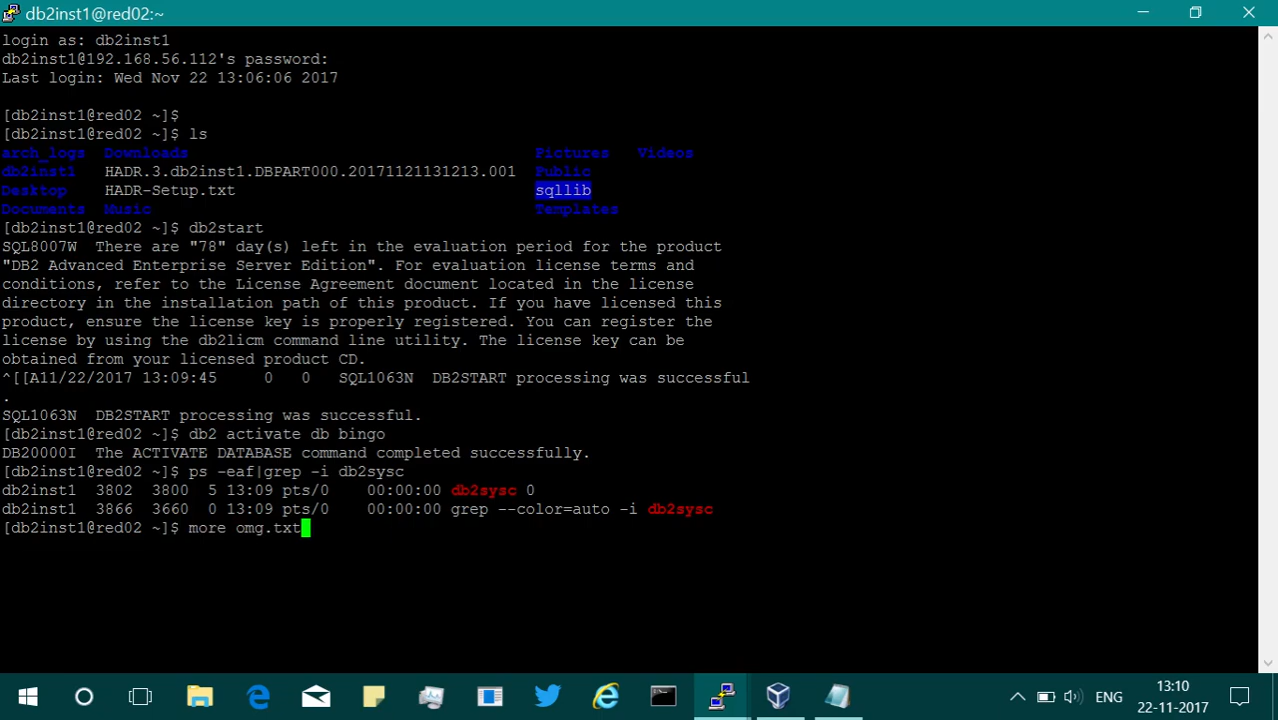 db2inst1@red02:~
login as: db2inst1
db2inst1@192.168.56.112's password:
Last login: Wed Nov 22 13:06:06 2017
[db2inst1@red02 ~]$
[db2inst1@red02 ~]$ ls
arch_logs  Downloads                                     Pictures   Videos
db2inst1   HADR.3.db2inst1.DBPART000.20171121131213.001  Public
Desktop    HADR-Setup.txt                                sqllib
Documents  Music                                         Templates
[db2inst1@red02 ~]$ db2start
SQL8007W  There are "78" day(s) left in the evaluation period for the product
"DB2 Advanced Enterprise Server Edition". For evaluation license terms and
conditions, refer to the License Agreement document located in the license
directory in the installation path of this product. If you have licensed this
product, ensure the license key is properly registered. You can register the
license by using the db2licm command line utility. The license key can be
obtained from your licensed product CD.
^[[A11/22/2017 13:09:45     0   0   SQL1063N  DB2START processing was successful
.
SQL1063N  DB2START processing was successful.
[db2inst1@red02 ~]$ db2 activate db bingo
DB20000I  The ACTIVATE DATABASE command completed successfully.
[db2inst1@red02 ~]$ ps -eaf|grep -i db2sysc
db2inst1  3802  3800  5 13:09 pts/0    00:00:00 db2sysc 0
db2inst1  3866  3660  0 13:09 pts/0    00:00:00 grep --color=auto -i db2sysc
[db2inst1@red02 ~]$ more omg.txt
ENG
13:10
22-11-2017